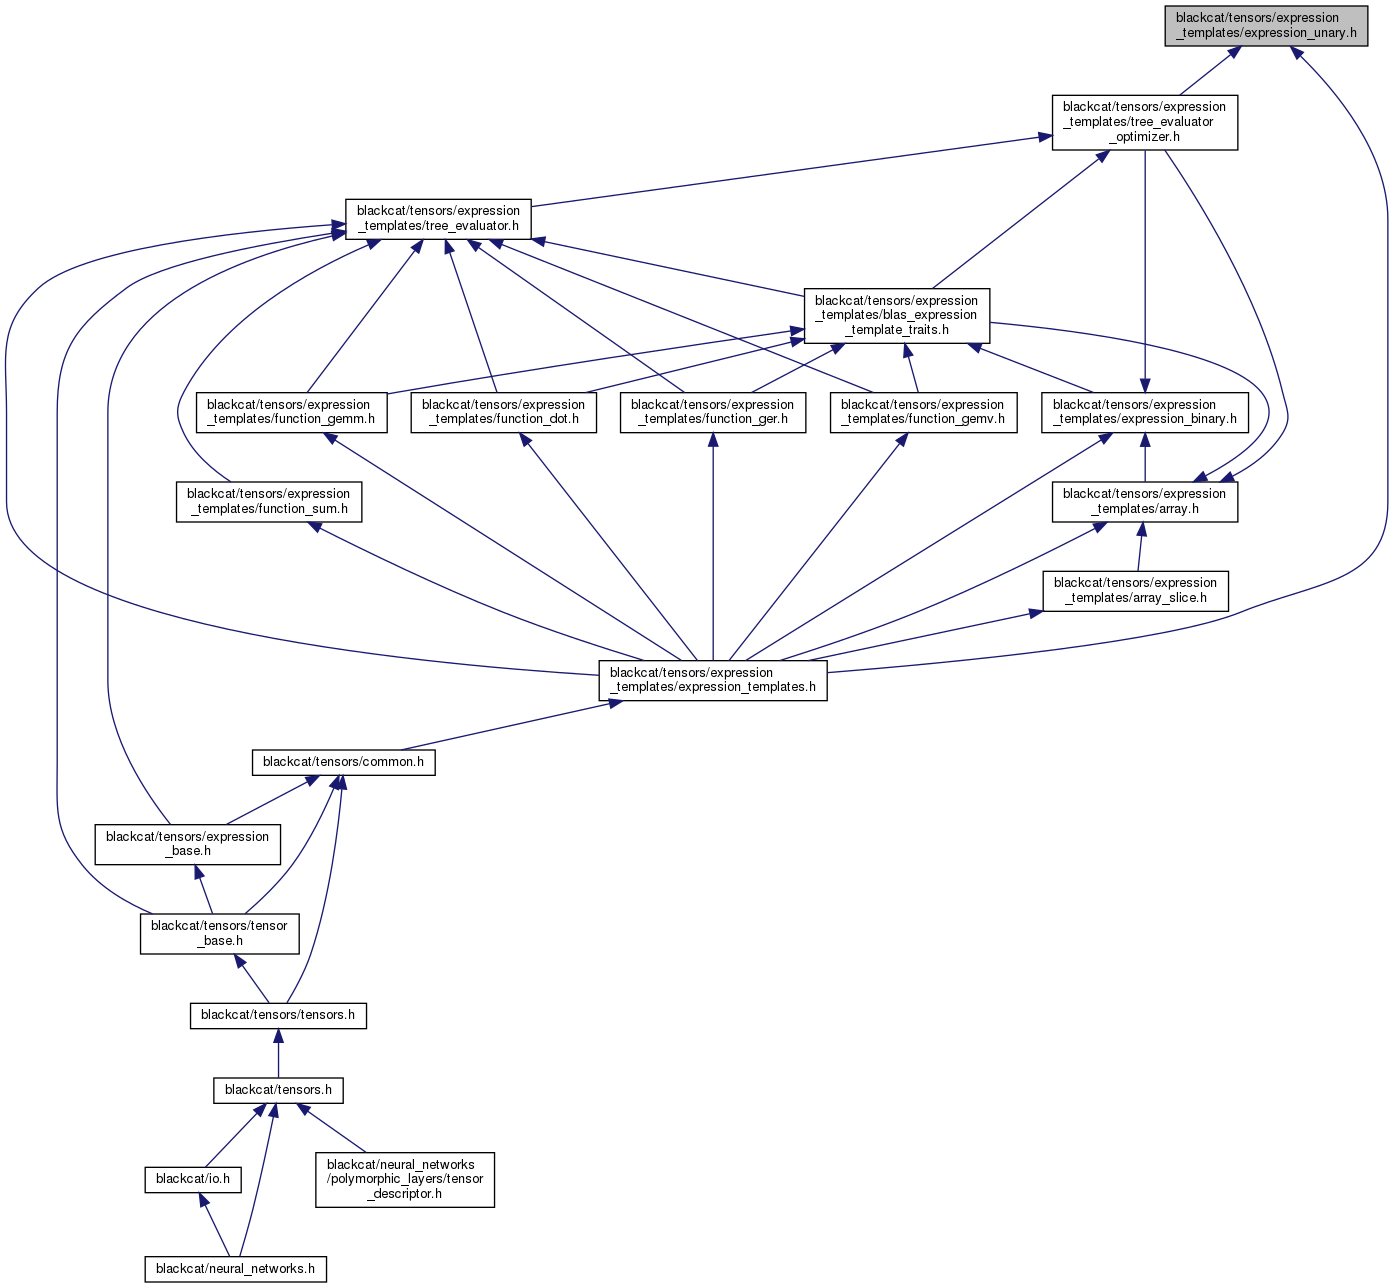 blackcat/tensors/expression
_templates/expression_unary.h
blackcat/tensors/expression
_templates/tree_evaluator
_optimizer.h
blackcat/tensors/expression
_templates/tree_evaluator.h
blackcat/tensors/expression
_templates/blas_expression
_template_traits.h
blackcat/tensors/expression
_templates/function_gemm.h
blackcat/tensors/expression
_templates/function_dot.h
blackcat/tensors/expression
_templates/function_ger.h
blackcat/tensors/expression
_templates/function_gemv.h
blackcat/tensors/expression
_templates/expression_binary.h
blackcat/tensors/expression
_templates/function_sum.h
blackcat/tensors/expression
_templates/array.h
blackcat/tensors/expression
_templates/array_slice.h
blackcat/tensors/expression
_templates/expression_templates.h
blackcat/tensors/common.h
blackcat/tensors/expression
_base.h
blackcat/tensors/tensor
_base.h
blackcat/tensors/tensors.h
blackcat/tensors.h
blackcat/io.h
blackcat/neural_networks
/polymorphic_layers/tensor
_descriptor.h
blackcat/neural_networks.h